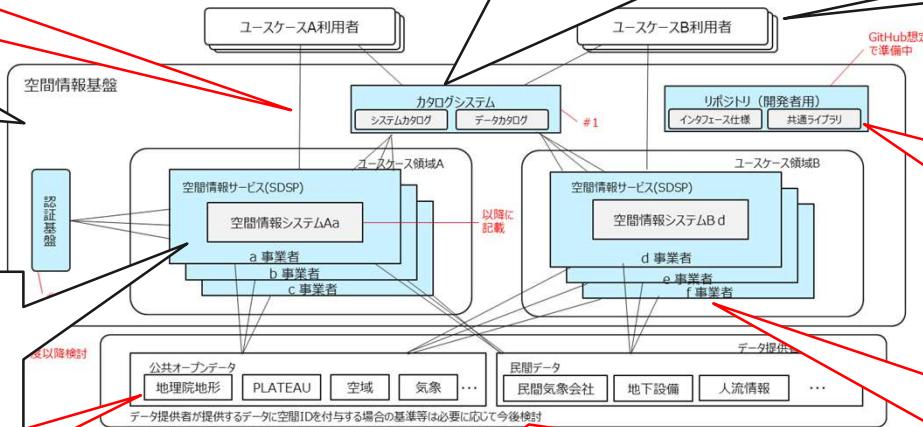 ユースケースA利用者
ユースケースB利用者
GitHub想定
で準備中
空間情報基盤
カタログシステム
システムカタログ
データカタログ
#1
リポジトリ（開発者用）
インタフェース仕様
共通ライブラリ
ユースケース領域A
ユースケース領域B
空間情報サービス(SDSP)
空間情報サービス(SDSP)
認証基盤
空間情報システムAa
以降に
記載
空間情報システムBd
a 事業者
b 事業者
c 事業者
d 事業者
e 事業者
f 事業者
度以降検討
データ提供
公共オープンデータ
民間データ
地理院地形
PLATEAU
空域
気象
…
民間気象会社
地下設備
人流情報
…
データ提供者が提供するデータに空間IDを付与する場合の基準等は必要に応じて今後検討